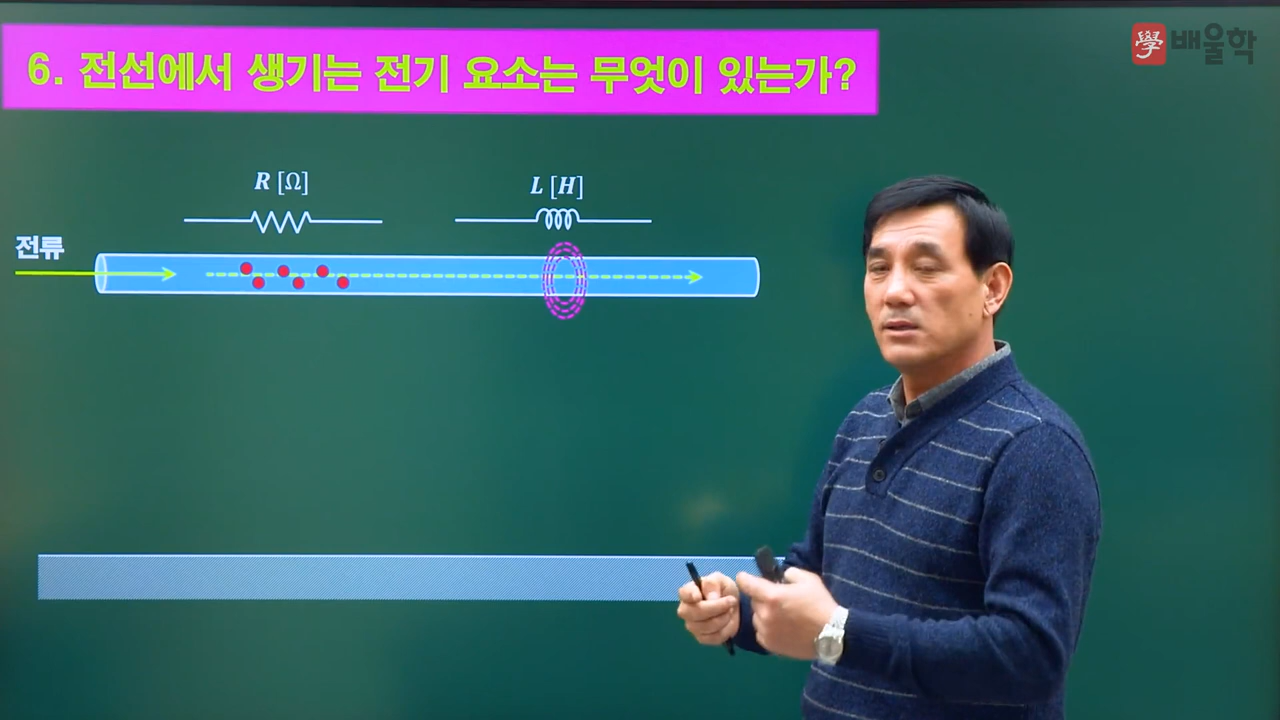 6. 전선에서 생기는 전기 요소는 무엇이 있는가?
學 배울학
R [Ω]
L [H]
전류